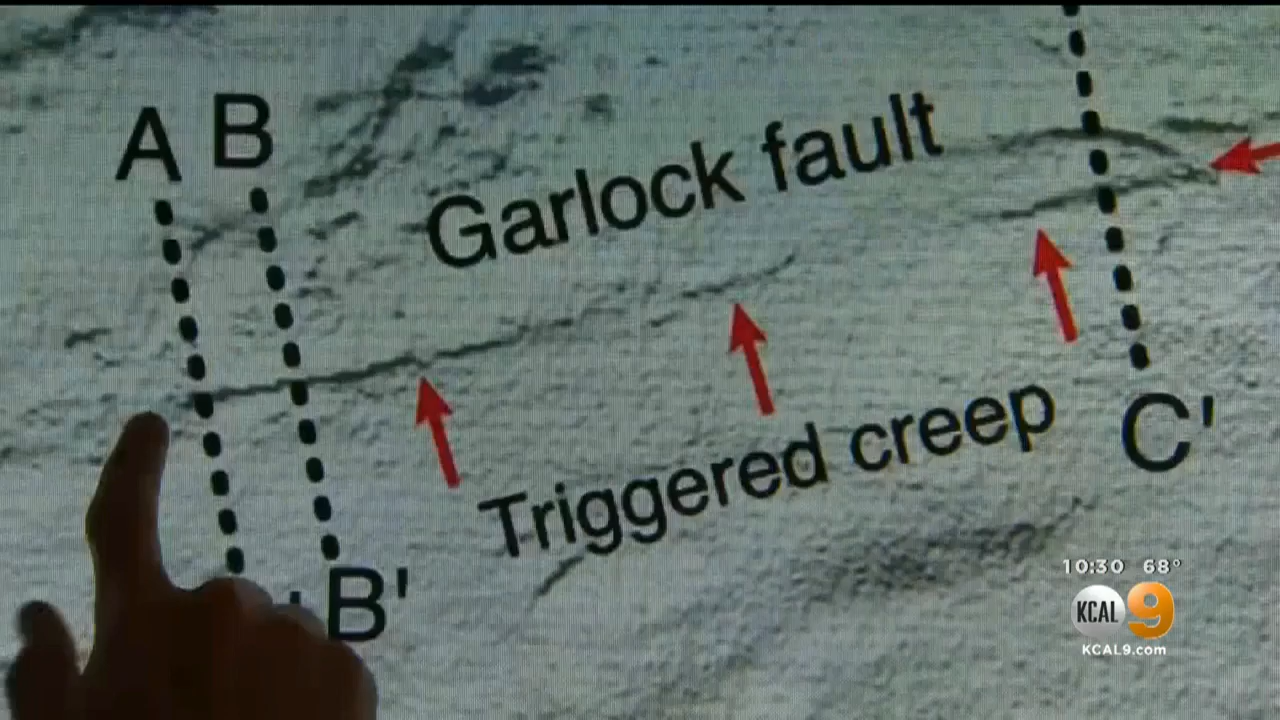 A B
Garlock fault
Triggered creep
C'
B'
10:30 68°
KCAL 9
KCAL9.com